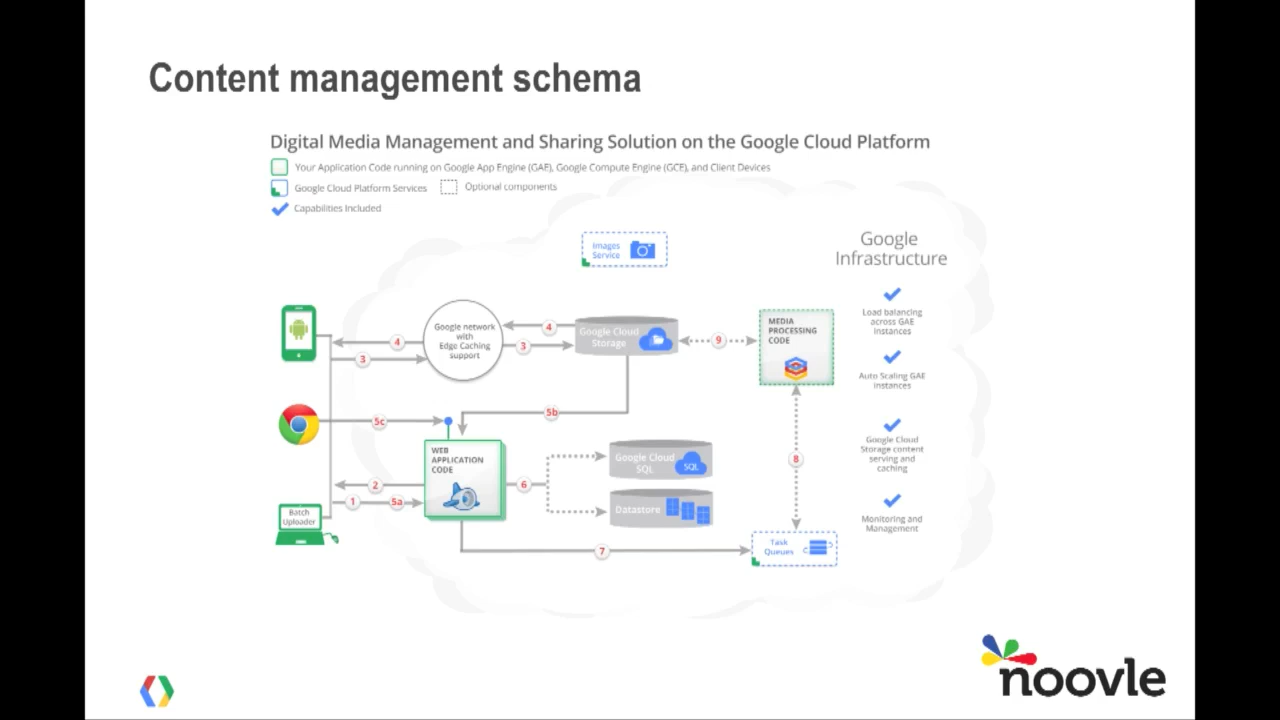 Content management schema
Digital Media Management and Sharing Solution on the Google Cloud Platform
Your Application Code running on Google App Engine (GAE), Google Compute Engine (GCE), and Client Devices
Google Cloud Platform Services
Optional components
Capabilities Included
Images
Service
Google
Infrastructure
Load balancing
across GAE
Instances
Auto Scaling GAE
Instances
Google Cloud
Storage content
serving and
caching
Monitoring and
Management
Google network
with
Edge Caching
support
4
3
4
3
Google Cloud
Storage
9
MEDIA
PROCESSING
CODE
5c
5b
WEB
APPLICATION
CODE
2
1
5a
6
Google Cloud
SQL
SQL
Datastore
8
Batch
Uploader
7
Task
Queues
noovle